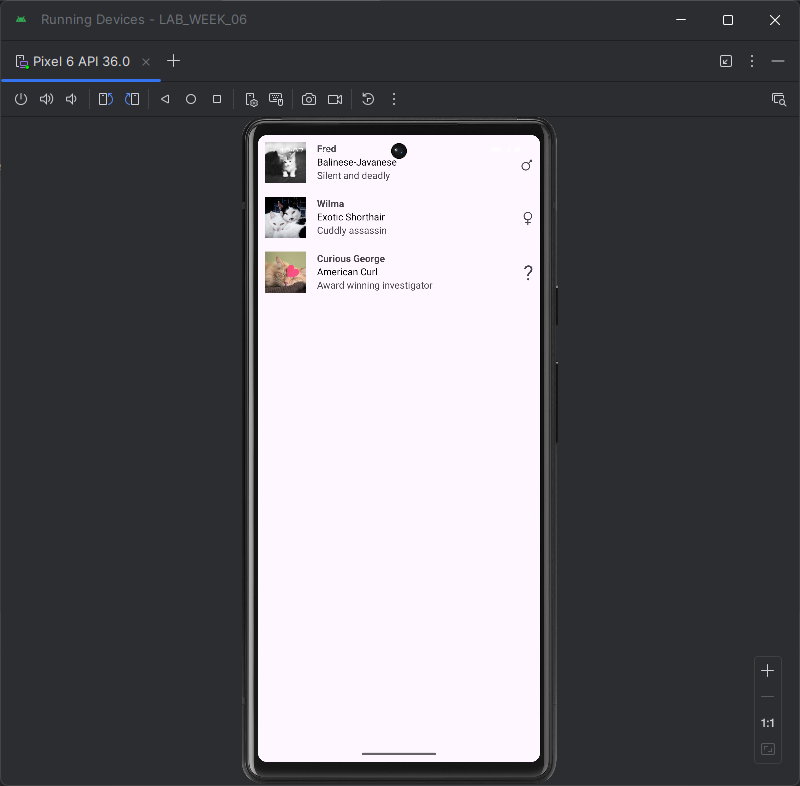 Running Devices - LAB_WEEK_06
Pixel 6 API 36.0
Fred
Balinese-Javanese
Silent and deadly
Wilma
Exotic Shorthair
Cuddly assassin
Curious George
American Curl
?
Award winning investigator
1:1